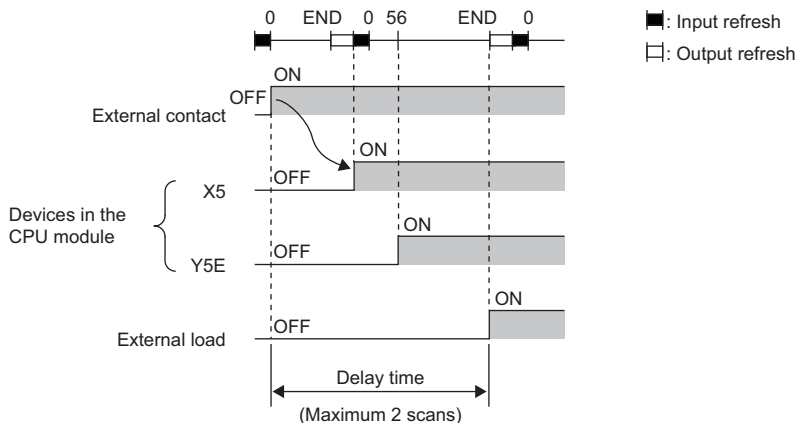 0 END 0 56 END 0
: Input refresh
: Output refresh
ON
OFF
External contact
ON
OFF
X5
Devices in the
CPU module
ON
OFF
Y5E
ON
OFF
External load
Delay time
(Maximum 2 scans)